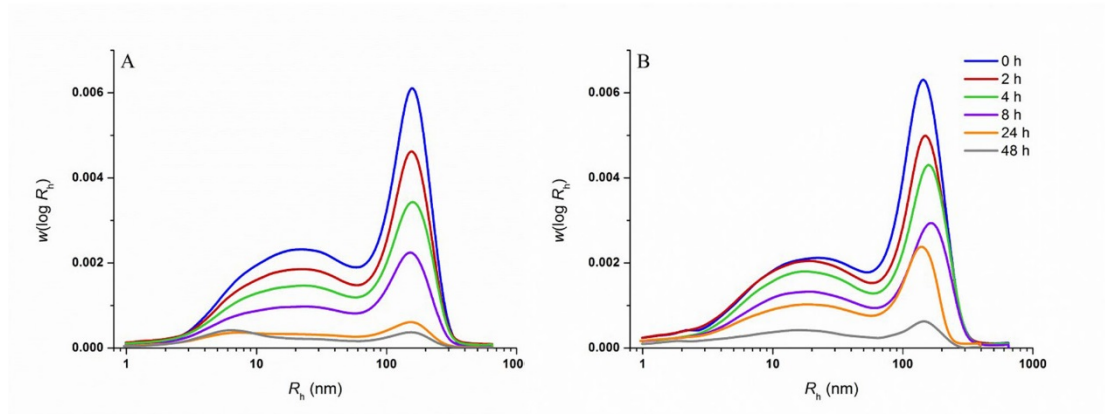 A
0.006
0.004
0.002
0.000
w(log Rh)
1 10 100 100
Rh (nm)
B
0 h
2 h
4 h
8 h
24 h
48 h
0.006
0.004
0.002
0.000
w(log Rh)
1 10 100 1000
Rh (nm)